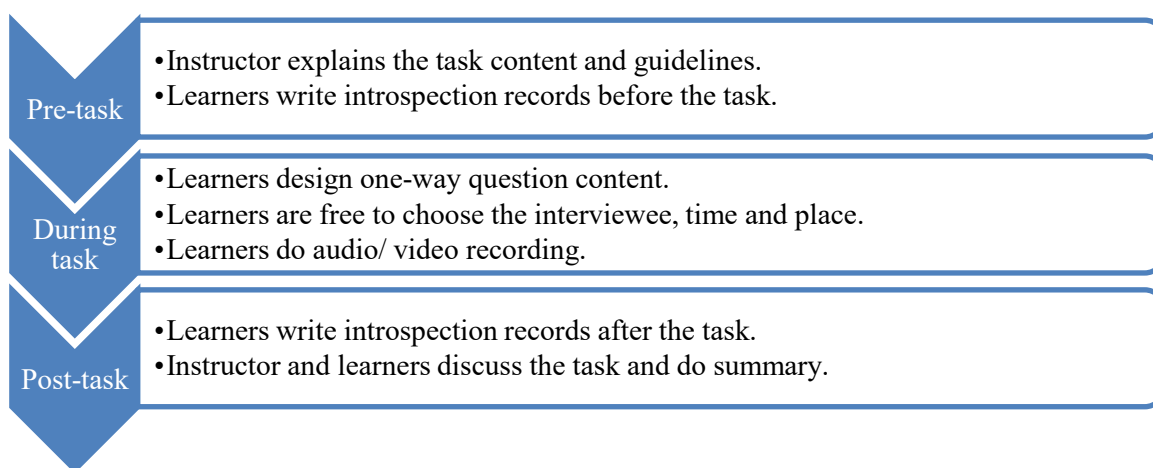 Pre-task
•Instructor explains the task content and guidelines.
•Learners write introspection records before the task.
During
task
•Learners design one-way question content.
•Learners are free to choose the interviewee, time and place.
•Learners do audio/ video recording.
Post-task
•Learners write introspection records after the task.
•Instructor and learners discuss the task and do summary.